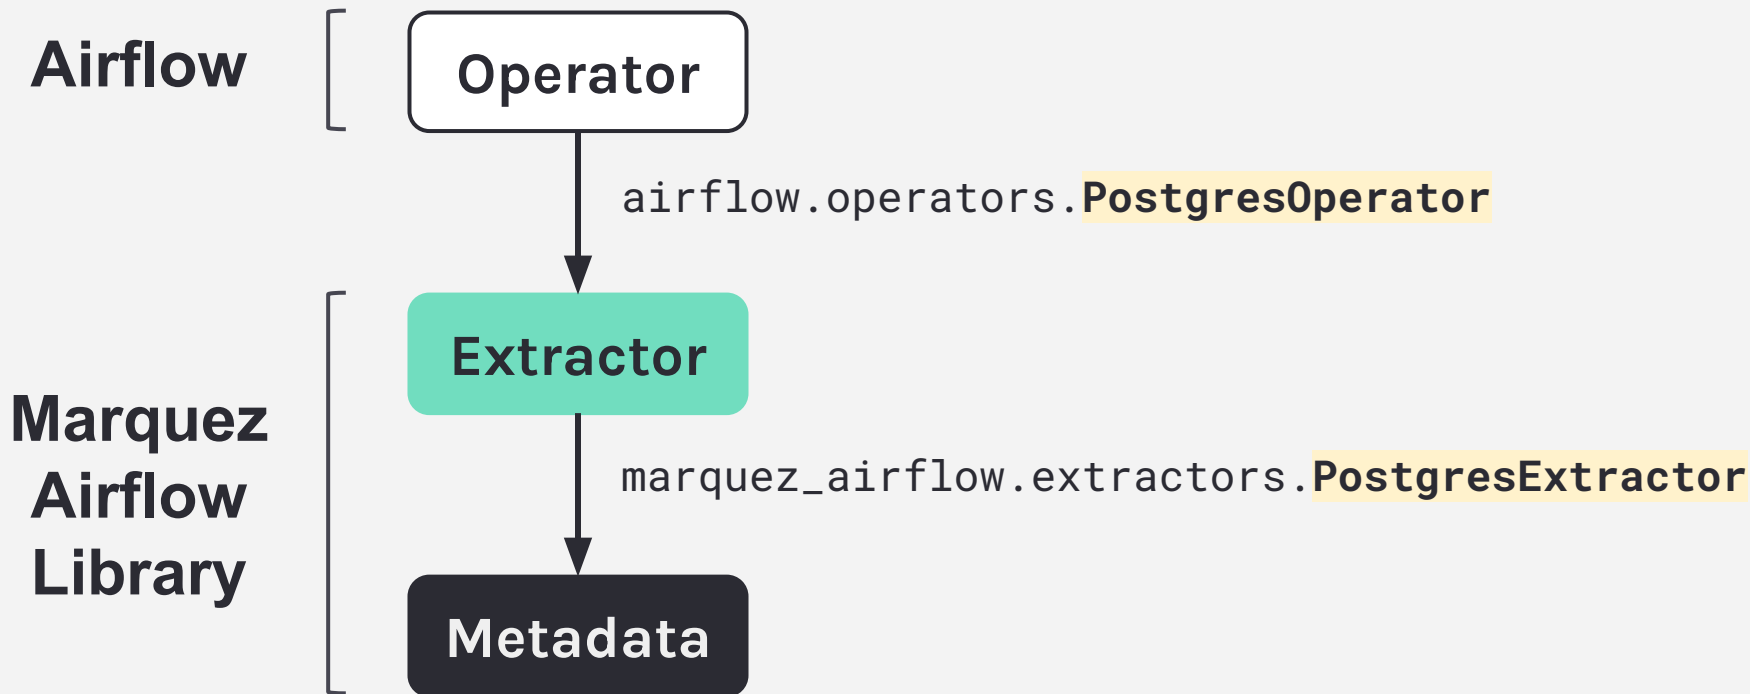 Airflow
Operator
airflow.operators.PostgresOperator
Extractor
Marquez
Airflow
Library
marquez_airflow.extractors.PostgresExtractor
Metadata